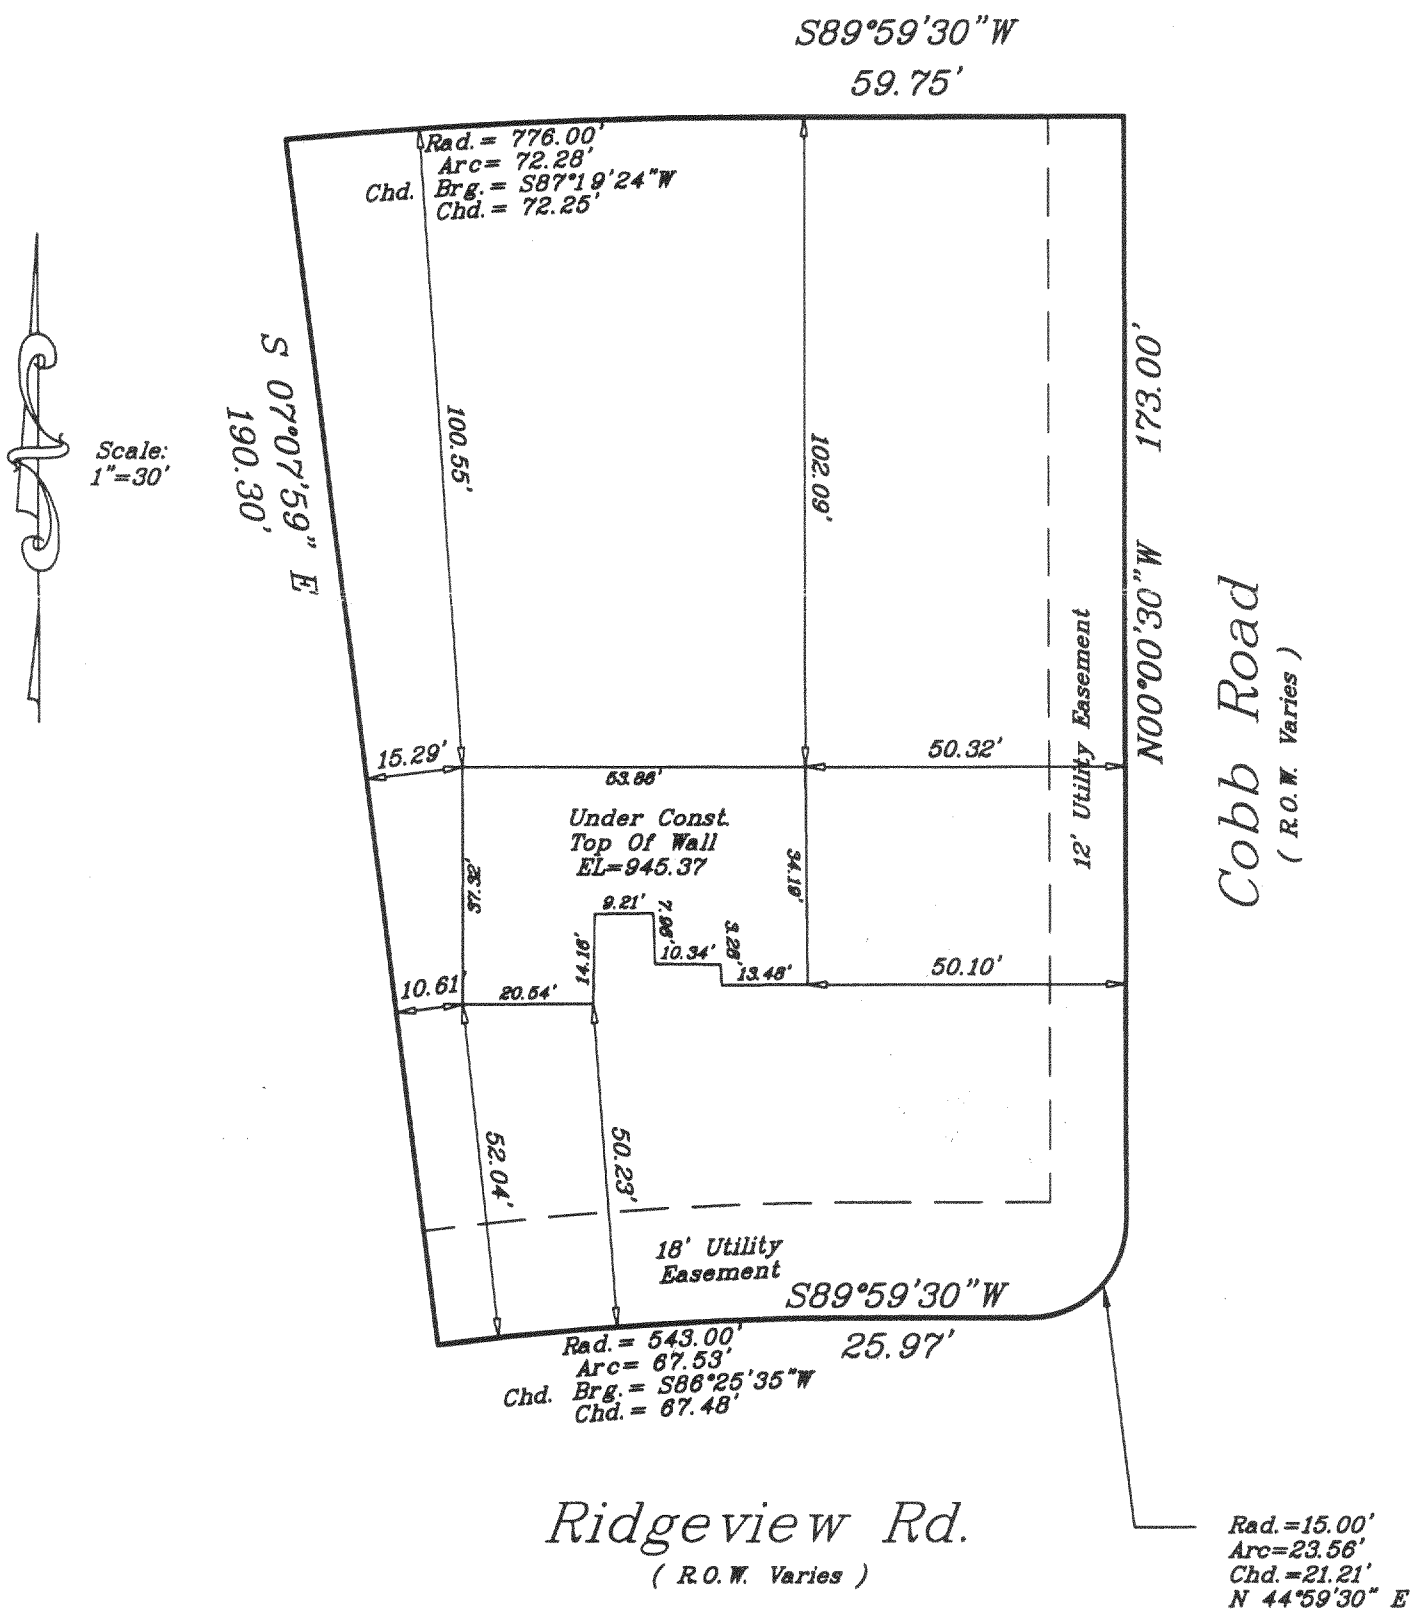 S89°59'30"W
59.75'
Rad.= 776.00'
Arc= 72.28'
Chd. Brg.= S87°19'24"W
Chd.= 72.25'
S 07°07'59" E
190.30'
Scale:
1"=30'
100.55'
102.09'
173.00'
N00°00'30"W
Cobb Road
( R.O.W. Varies )
12' Utility Easement
15.29'
53.86'
50.32'
Under Const.
Top Of Wall
EL=945.37
34.19'
9.21'
7.96'
3.28'
14.16'
10.34'
13.48'
50.10'
10.61'
20.54'
52.04'
50.23'
18' Utility
Easement
S89°59'30"W
25.97'
Rad.= 543.00'
Arc= 67.53'
Chd. Brg.= S86°25'35"W
Chd.= 67.48'
Ridgeview Rd.
( R.O.W. Varies )
Rad.=15.00'
Arc=23.56'
Chd.=21.21'
N 44°59'30" E